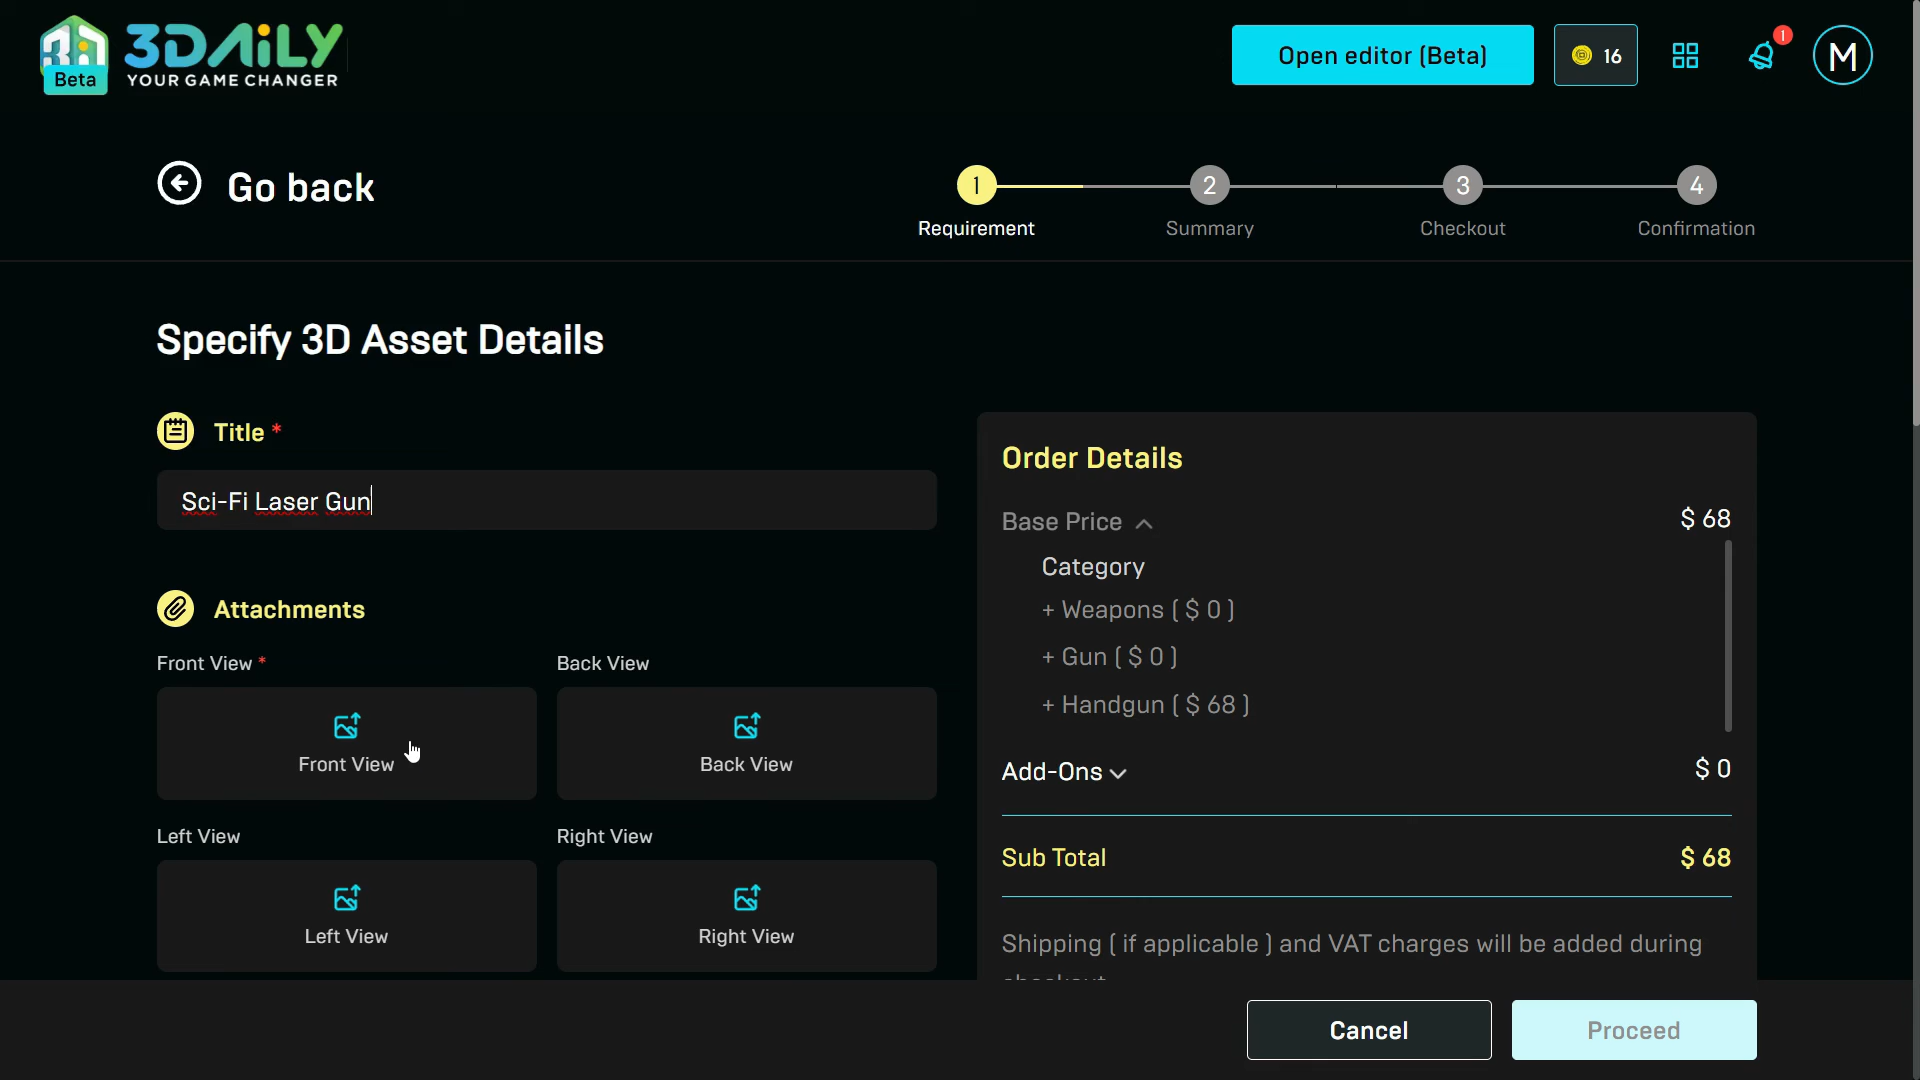 3DAiLY
Beta
YOUR GAME CHANGER
Open editor (Beta)
16
1
M
Go back
1
2
3
4
Requirement
Summary
Checkout
Confirmation
Specify 3D Asset Details
Title *
Sci-Fi Laser Gun
Attachments
Front View *
Back View
Front View
Back View
Left View
Right View
Left View
Right View
Order Details
Base Price
$ 68
Category
+ Weapons ( $ 0 )
+ Gun ( $ 0 )
+ Handgun ( $ 68 )
Add-Ons
$ 0
Sub Total
$ 68
Shipping ( if applicable ) and VAT charges will be added during
Cancel
Proceed